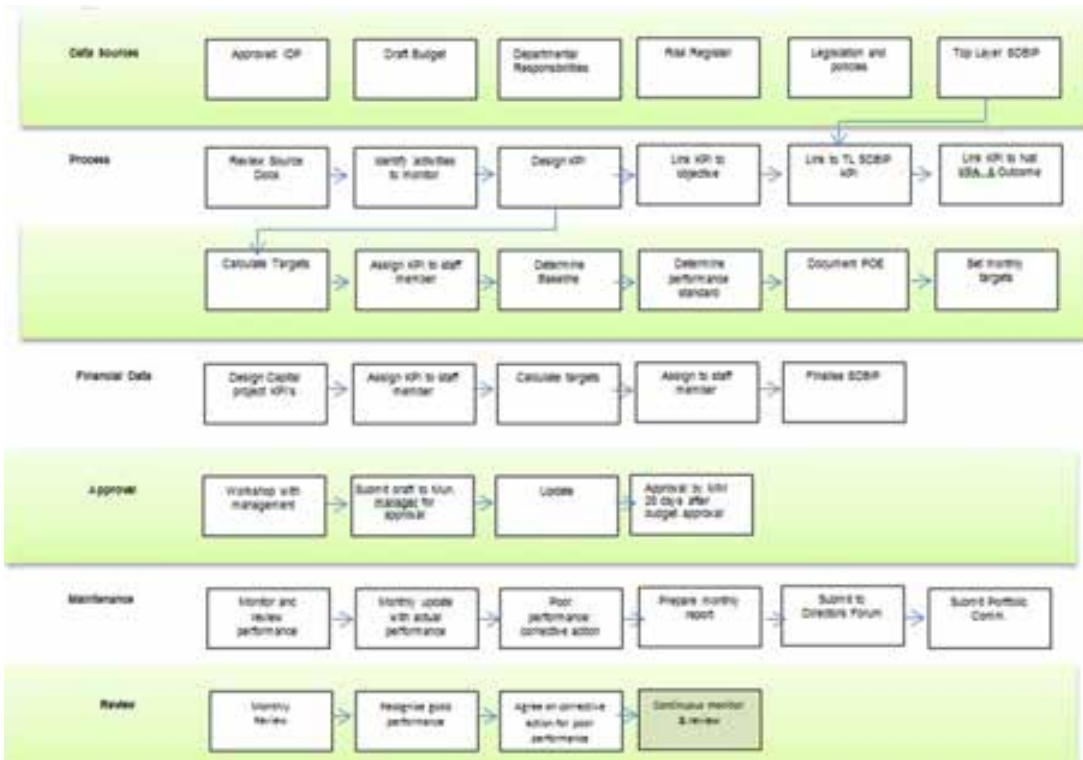 Data Sources
Approved IDP
Draft Budget
Departmental
Responsibilities
Risk Register
Legislation and
policies
Top Layer SDBIP
Process
Review Source
Docs
Identify activities
to monitor
Design KPI
Link KPI to
objective
Link to TL SDBIP
KPI
Link KPI to Nat
KPA & Outcome
Calculate Targets
Assign KPI to staff
member
Determine
Baseline
Determine
performance
standard
Document POE
Set monthly
targets
Financial Data
Design Capital
project KPI's
Assign KPI to staff
member
Calculate targets
Assign to staff
member
Finalise SDBIP
Approval
Workshop with
management
Submit draft to Mun.
manager for
approval
Update
Approval by MM
28 days after
budget approval
Maintenance
Monitor and
review
performance
Monthly update
with actual
performance
Poor
performance:
corrective action
Prepare monthly
report
Submit to
Directors Forum
Submit Portfolio
Comm.
Review
Monthly
Review
Recognise good
performance
Agree on corrective
action for poor
performance
Continuous monitor
& review